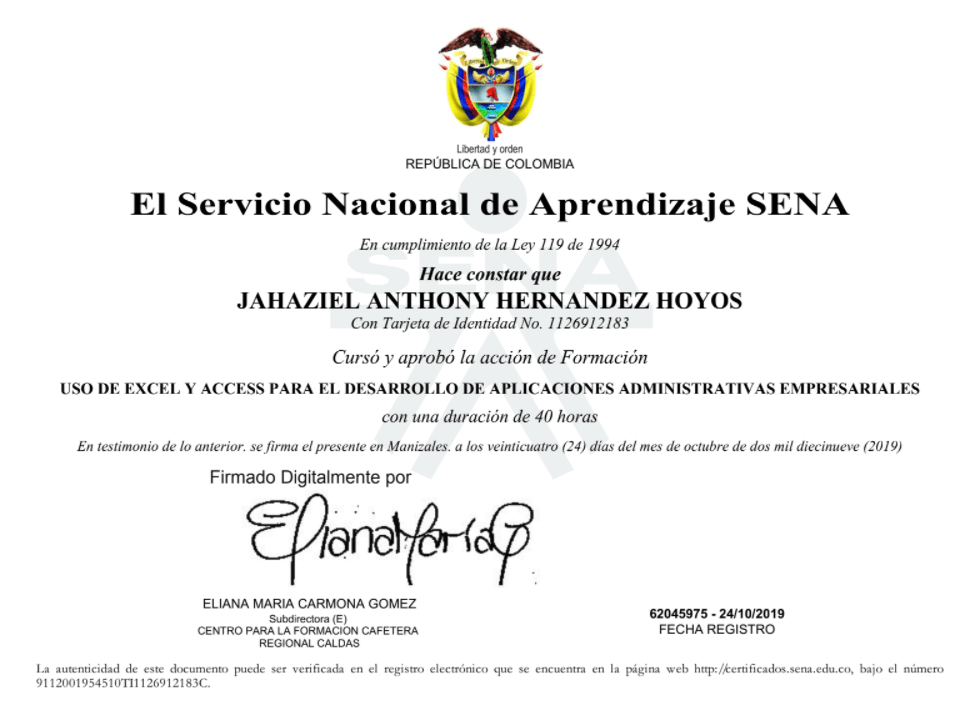 Libertad y Orden
Libertad y orden
REPÚBLICA DE COLOMBIA
El Servicio Nacional de Aprendizaje SENA
En cumplimiento de la Ley 119 de 1994
SENA
Hace constar que
JAHAZIEL ANTHONY HERNANDEZ HOYOS
Con Tarjeta de Identidad No. 1126912183
Cursó y aprobó la acción de Formación
USO DE EXCEL Y ACCESS PARA EL DESARROLLO DE APLICACIONES ADMINISTRATIVAS EMPRESARIALES
con una duración de 40 horas
En testimonio de lo anterior. se firma el presente en Manizales. a los veinticuatro (24) días del mes de octubre de dos mil diecinueve (2019)
Firmado Digitalmente por
Eliana Maria CG
ELIANA MARIA CARMONA GOMEZ
Subdirectora (E)
CENTRO PARA LA FORMACION CAFETERA
REGIONAL CALDAS
62045975 - 24/10/2019
FECHA REGISTRO
La autenticidad de este documento puede ser verificada en el registro electrónico que se encuentra en la página web http://certificados.sena.edu.co, bajo el número
9112001954510TI1126912183C.